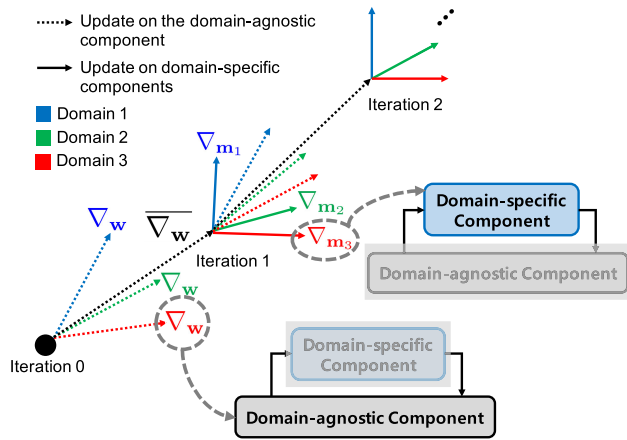 Update on the domain-agnostic
component
Update on domain-specific
components
Domain 1
Domain 2
Domain 3
Iteration 2
∇m₁
∇w
∇w
∇m₂
∇m₃
Iteration 1
Domain-specific
Component
Domain-agnostic Component
∇w
∇w
Iteration 0
Domain-specific
Component
Domain-agnostic Component